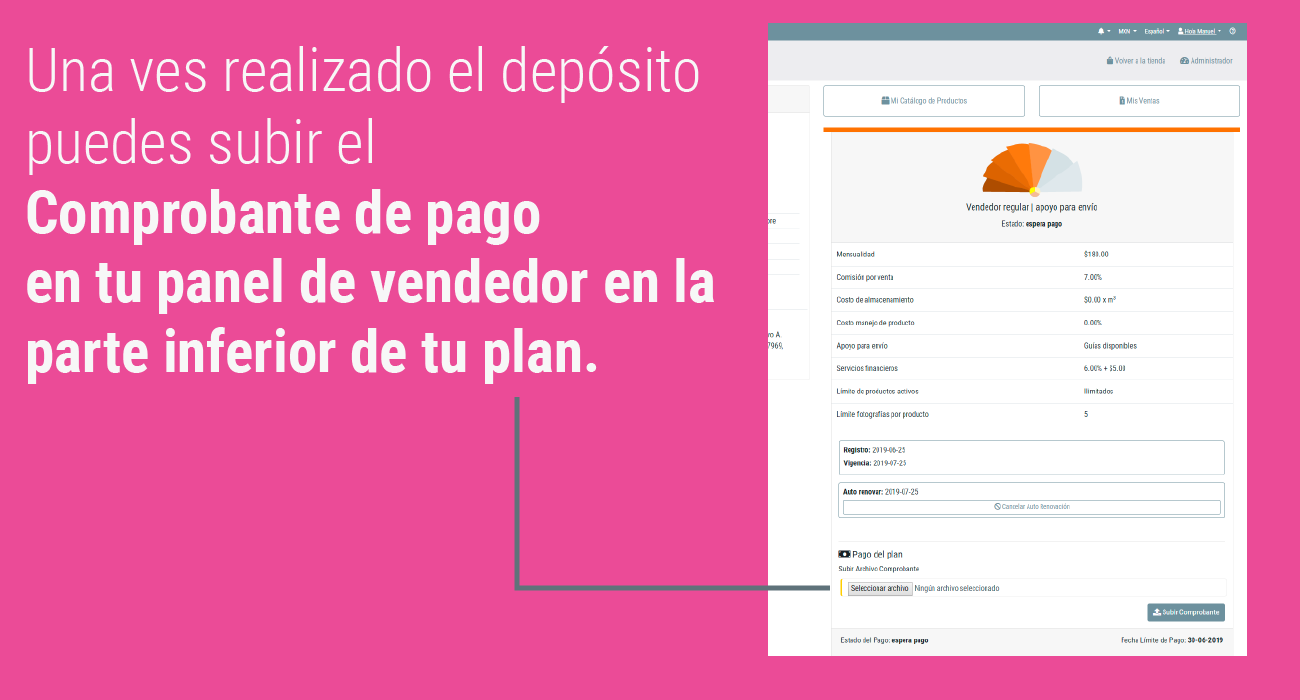 Una ves realizado el depósito
puedes subir el
Comprobante de pago
en tu panel de vendedor en la
parte inferior de tu plan.
MXN Español Hola Manuel
Volver a la tienda Administrador
Mi Catálogo de Productos Mis Ventas
Vendedor regular | apoyo para envío
Estado: espera pago
Mensualidad $180.00
Comisión por venta 7.00%
Costo de almacenamiento $0.00 x m³
Costo manejo de producto 0.00%
Apoyo para envío Guías disponibles
Servicios financieros 6.00% + $5.00
Límite de productos activos Ilimitados
Límite fotografías por producto 5
Registro: 2019-06-25
Vigencia: 2019-07-25
Auto renovar: 2019-07-25
Cancelar Auto Renovación
Pago del plan
Subir Archivo Comprobante
Seleccionar archivo Ningún archivo seleccionado
Subir Comprobante
Estado del Pago: espera pago Fecha Límite de Pago: 30-06-2019